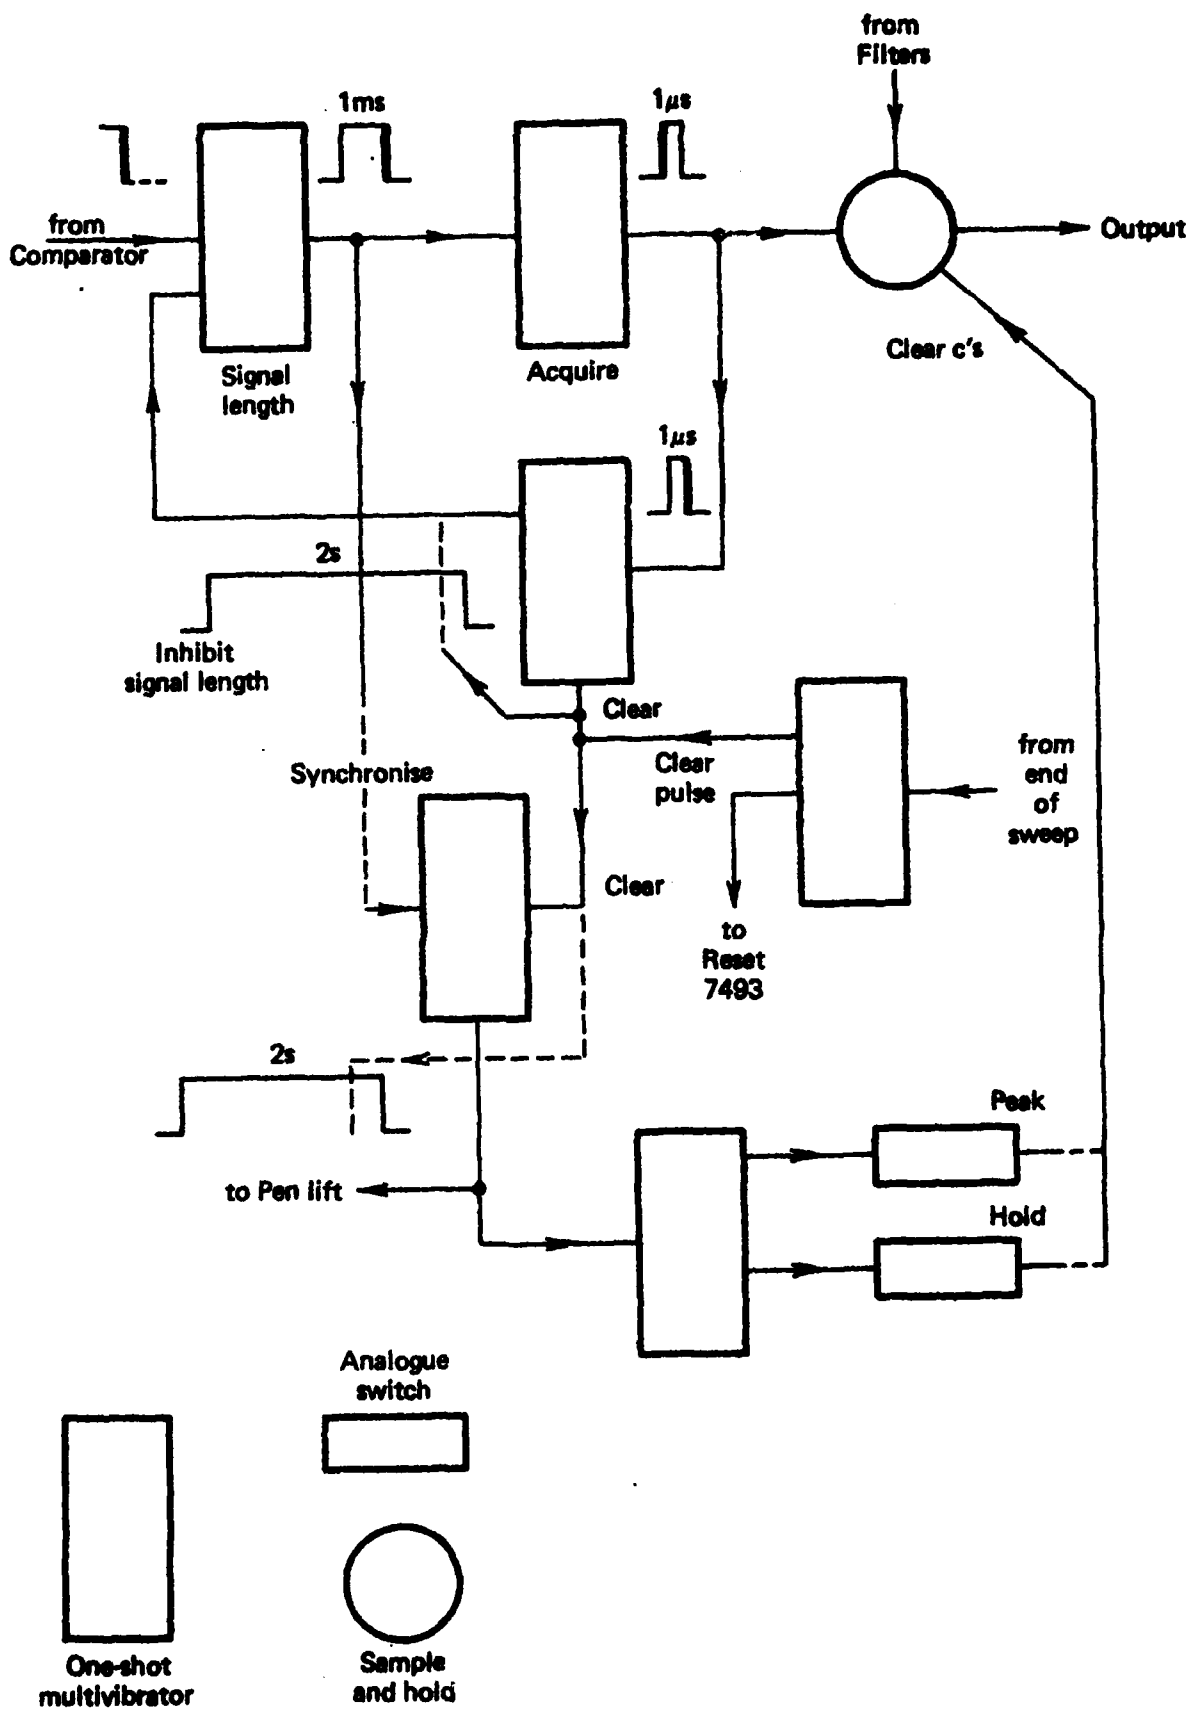 from
Filters
1ms
1μs
from
Comparator
Output
Clear c's
Signal
length
Acquire
1μs
2s
Inhibit
signal length
Clear
Clear
pulse
from
end
of
sweep
Synchronise
Clear
to
Reset
7493
2s
Peak
to Pen lift
Hold
Analogue
switch
One-shot
multivibrator
Sample
and hold